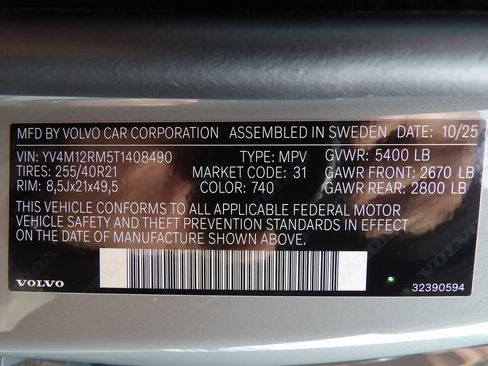 MFD BY VOLVO CAR CORPORATION ASSEMBLED IN SWEDEN DATE: 10/25
VIN: YV4M12RM5T1408490 TYPE: MPV GVWR: 5400 LB
TIRES: 255/40R21 MARKET CODE: 31 GAWR FRONT: 2670 LB
RIM: 8,5Jx21x49,5 COLOR: 740 GAWR REAR: 2800 LB
THIS VEHICLE CONFORMS TO ALL APPLICABLE FEDERAL MOTOR
VEHICLE SAFETY AND THEFT PREVENTION STANDARDS IN EFFECT
ON THE DATE OF MANUFACTURE SHOWN ABOVE.
VOLVO 32390594